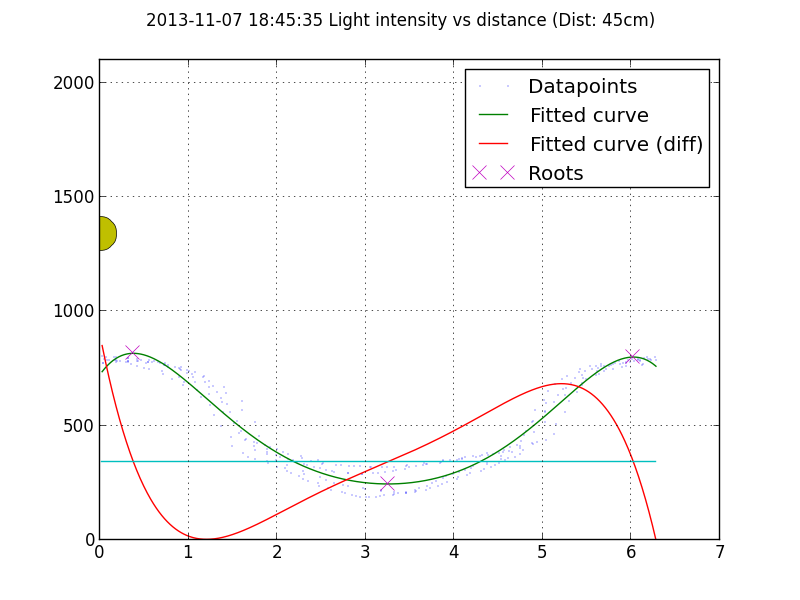 2013-11-07 18:45:35 Light intensity vs distance (Dist: 45cm)
2000
1500
1000
500
0
Datapoints
Fitted curve
Fitted curve (diff)
Roots
0 1 2 3 4 5 6 7